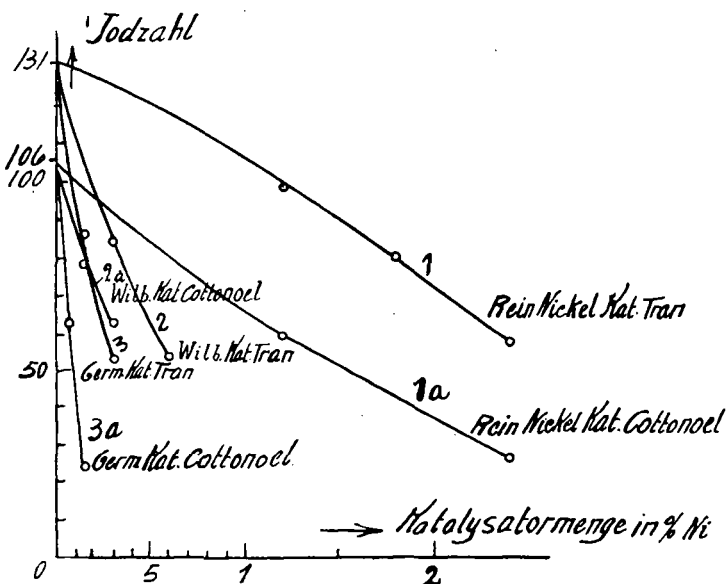 Jodzahl
131
106
100
1
2a
Wilb. Kat. Cottonoel
Rein Nickel Kat. Tran
3
2
Wilb. Kat. Tran
Germ. Kat. Tran
50
1a
3a
Rein Nickel Kat. Cottonoel
Germ Kat. Cottonoel
Katalysatormenge in % Ni
0
5
1
2